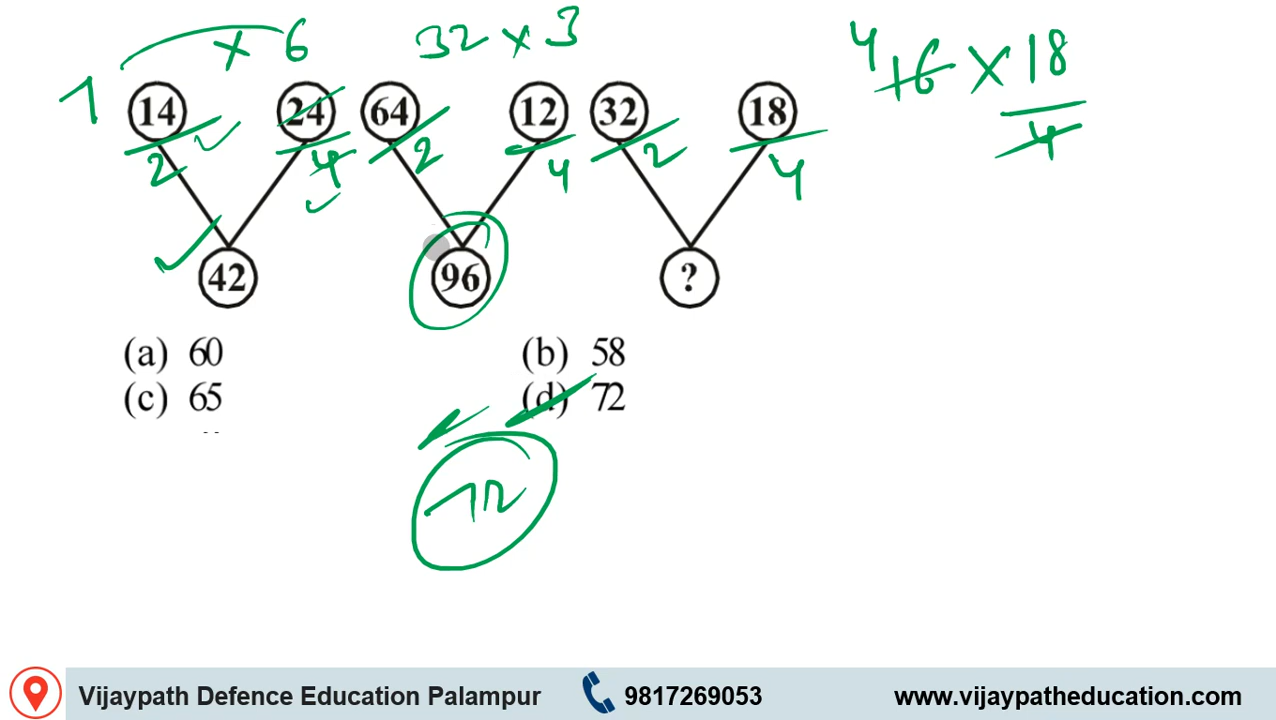 × 6 32 × 3
7 14 24 64 12 32 18 4 16 × 18
2 4 2 4 2 4 4
42 96 ?
(a) 60 (b) 58
(c) 65 (d) 72
72
Vijaypath Defence Education Palampur 9817269053 www.vijaypatheducation.com